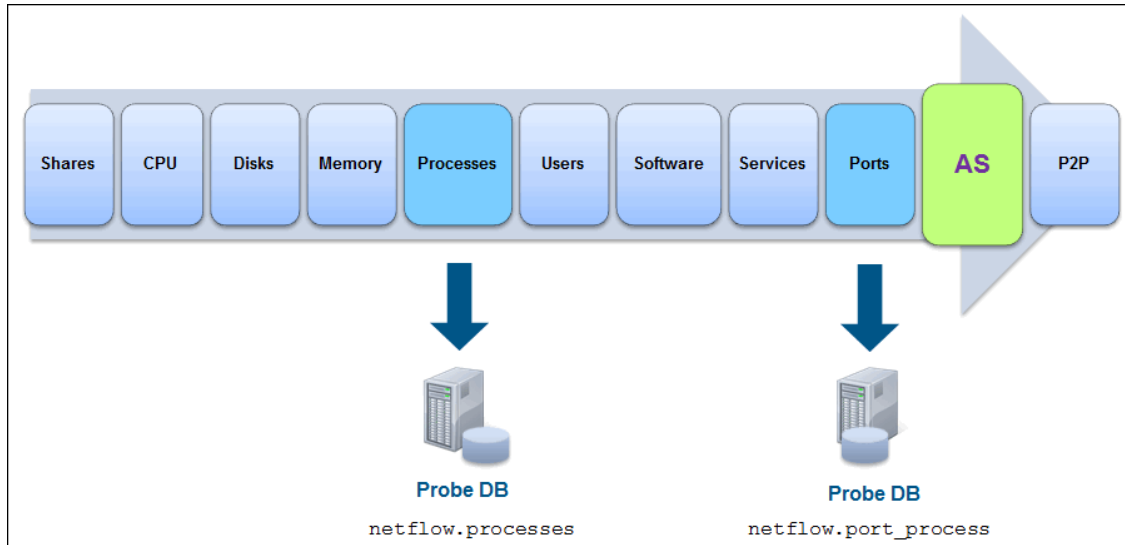 Shares CPU Disks Memory Processes Users Software Services Ports AS P2P
Probe DB Probe DB
netflow.processes netflow.port_process